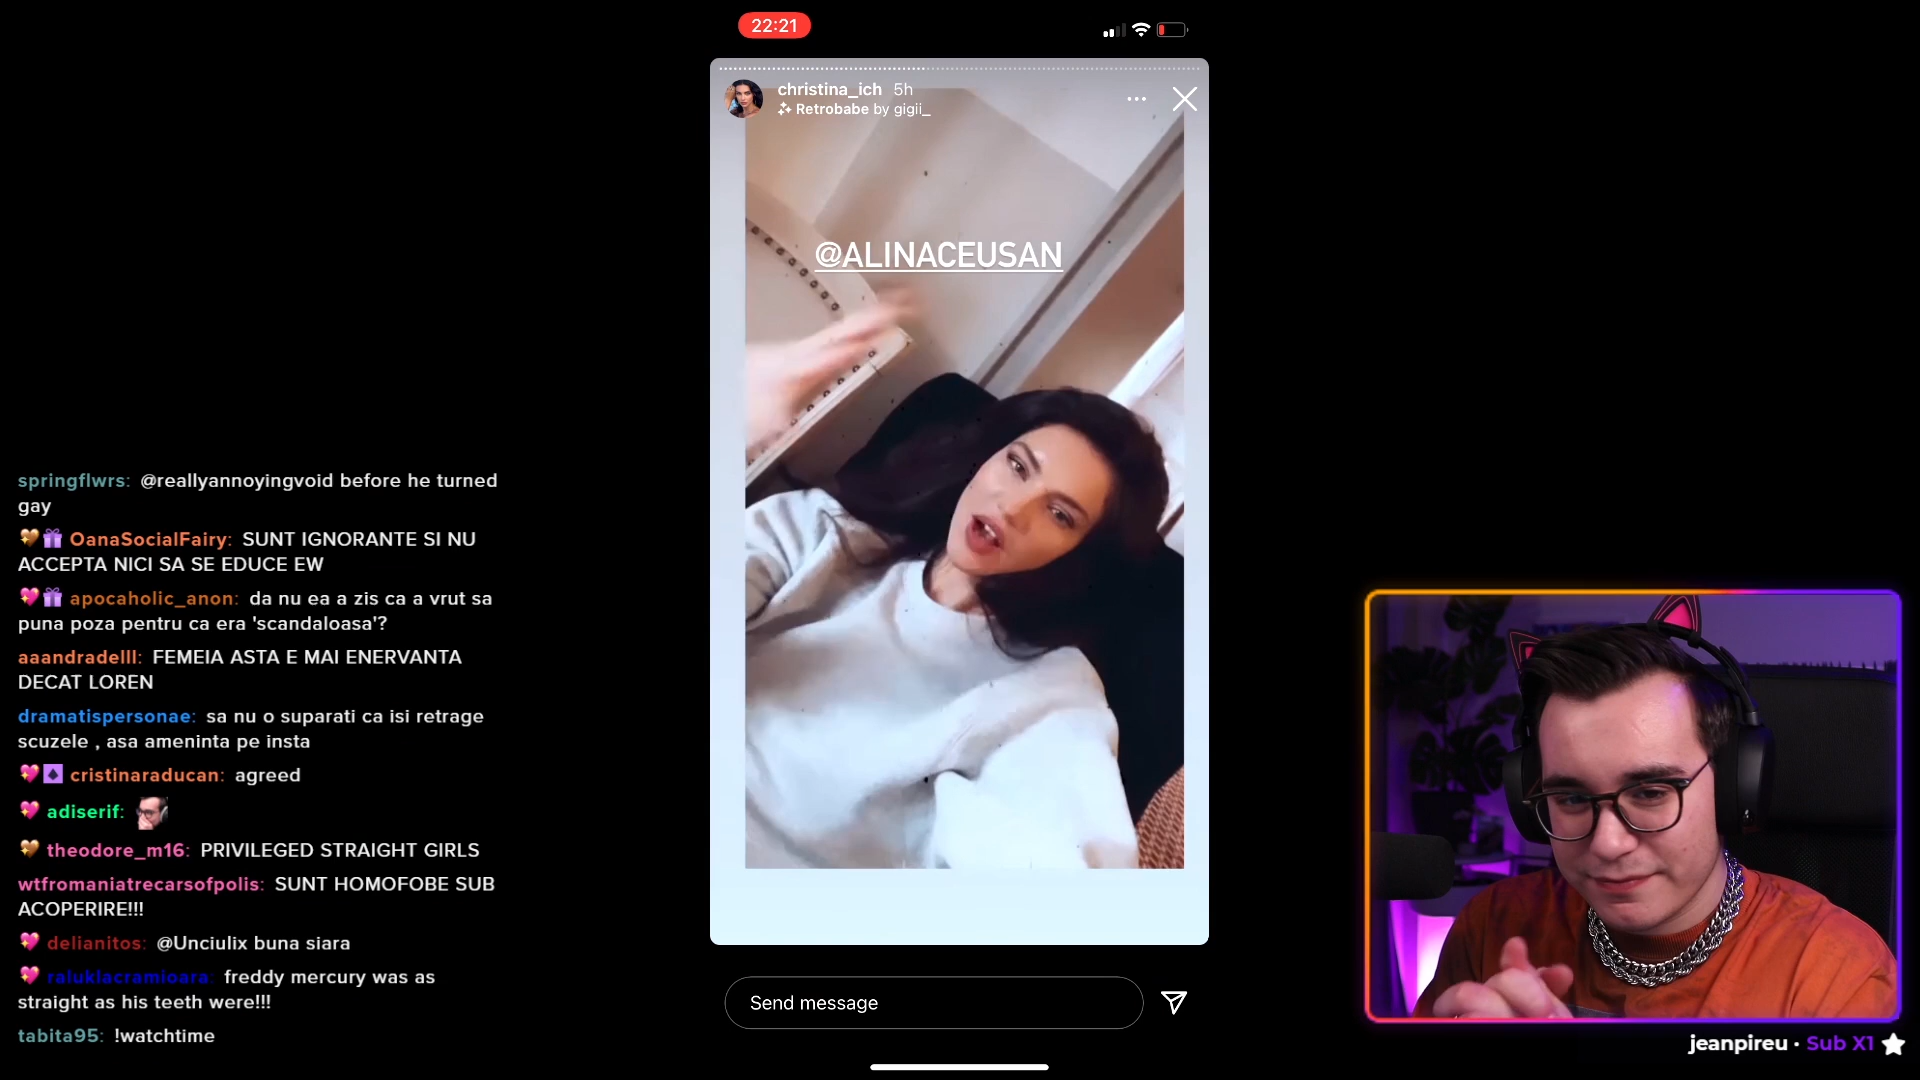 22:21
christina_ich 5h
Retrobabe by gigii_
@ALINACEUSAN
springflwrs: @reallyannoyingvoid before he turned
gay
OanaSocialFairy: SUNT IGNORANTE SI NU
ACCEPTA NICI SA SE EDUCE EW
apocaholic_anon: da nu ea a zis ca a vrut sa
puna poza pentru ca era 'scandaloasa'?
aaandradelll: FEMEIA ASTA E MAI ENERVANTA
DECAT LOREN
dramatispersonae: sa nu o suparati ca isi retrage
scuzele , asa ameninta pe insta
cristinaraducan: agreed
adiserif:
theodore_m16: PRIVILEGED STRAIGHT GIRLS
wtfromaniatrecarsofpolis: SUNT HOMOFOBE SUB
ACOPERIRE!!!
delianitos: @Unciulix buna siara
raluklacramioara: freddy mercury was as
straight as his teeth were!!!
tabita95: !watchtime
Send message
jeanpireu · Sub X1